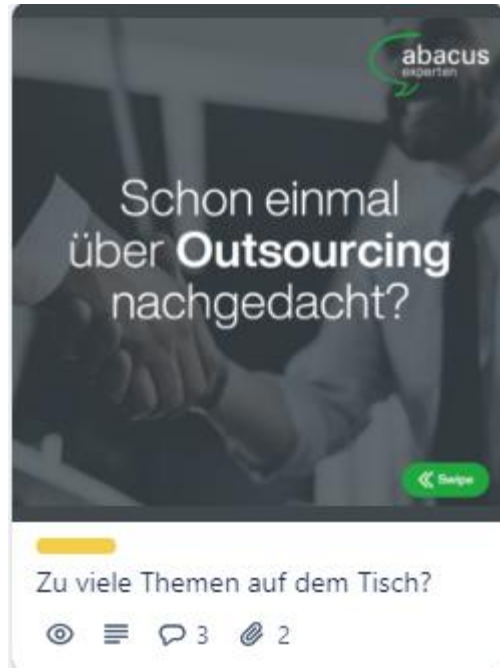 abacus
experten
Schon einmal
über Outsourcing
nachgedacht?
Swipe
Zu viele Themen auf dem Tisch?
3
2